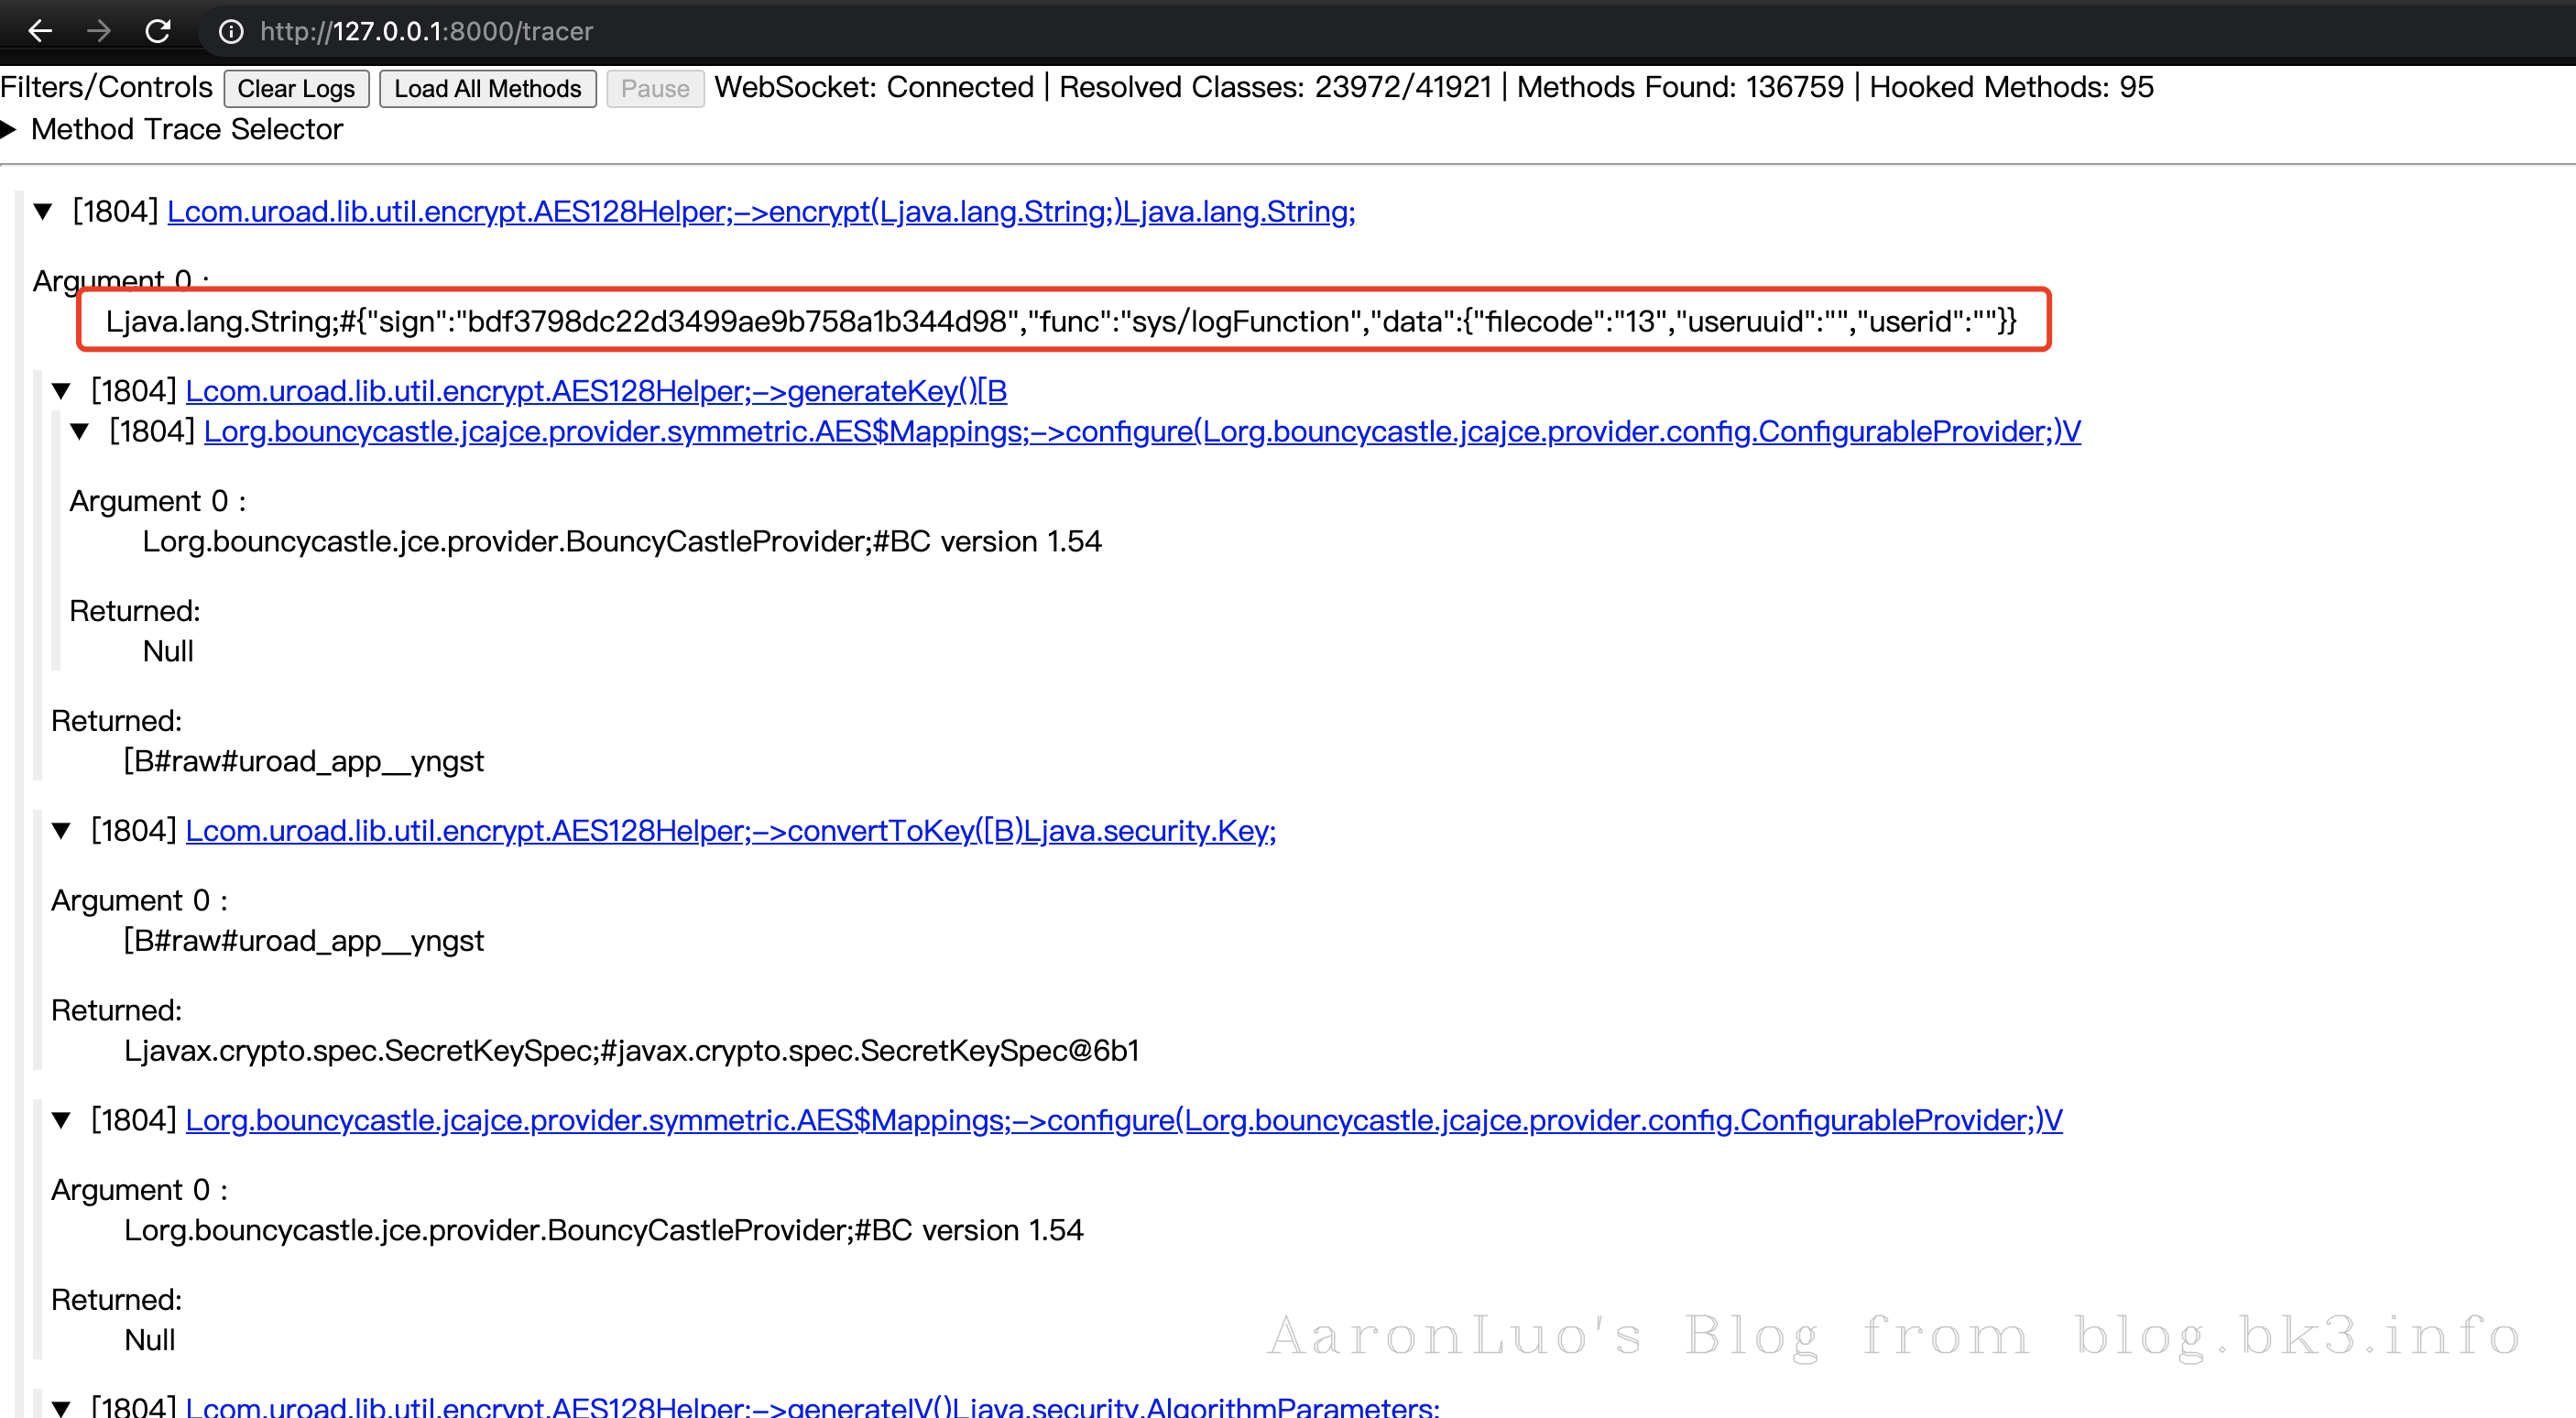 http://127.0.0.1:8000/tracer
Filters/Controls Clear Logs Load All Methods Pause WebSocket: Connected | Resolved Classes: 23972/41921 | Methods Found: 136759 | Hooked Methods: 95
▶ Method Trace Selector
▼ [1804] Lcom.uroad.lib.util.encrypt.AES128Helper;->encrypt(Ljava.lang.String;)Ljava.lang.String;
Argument 0 :
Ljava.lang.String;#{"sign":"bdf3798dc22d3499ae9b758a1b344d98","func":"sys/logFunction","data":{"filecode":"13","useruuid":"","userid":""}}
▼ [1804] Lcom.uroad.lib.util.encrypt.AES128Helper;->generateKey()[B
▼ [1804] Lorg.bouncycastle.jcajce.provider.symmetric.AES$Mappings;->configure(Lorg.bouncycastle.jcajce.provider.config.ConfigurableProvider;)V
Argument 0 :
Lorg.bouncycastle.jce.provider.BouncyCastleProvider;#BC version 1.54
Returned:
Null
Returned:
[B#raw#uroad_app__yngst
▼ [1804] Lcom.uroad.lib.util.encrypt.AES128Helper;->convertToKey([B)Ljava.security.Key;
Argument 0 :
[B#raw#uroad_app__yngst
Returned:
Ljavax.crypto.spec.SecretKeySpec;#javax.crypto.spec.SecretKeySpec@6b1
▼ [1804] Lorg.bouncycastle.jcajce.provider.symmetric.AES$Mappings;->configure(Lorg.bouncycastle.jcajce.provider.config.ConfigurableProvider;)V
Argument 0 :
Lorg.bouncycastle.jce.provider.BouncyCastleProvider;#BC version 1.54
Returned:
Null
AaronLuo's Blog from blog.bk3.info
▼ [1804] Lcom.uroad.lib.util.encrypt.AES128Helper;->generateIV()Ljava.security.AlgorithmParameters;